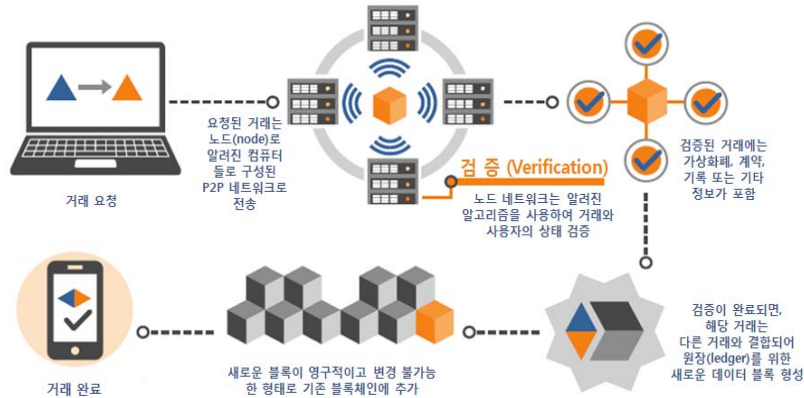 거래 요청
요청된 거래는
노드(node)로
알려진 컴퓨터
들로 구성된
P2P 네트워크로
전송
검 증 (Verification)
노드 네트워크는 알려진
알고리즘을 사용하여 거래와
사용자의 상태 검증
검증된 거래에는
가상화폐, 계약,
기록 또는 기타
정보가 포함
검증이 완료되면,
해당 거래는
다른 거래와 결합되어
원장(ledger)를 위한
새로운 데이터 블록 형성
새로운 블록이 영구적이고 변경 불가능
한 형태로 기존 블록체인에 추가
거래 완료